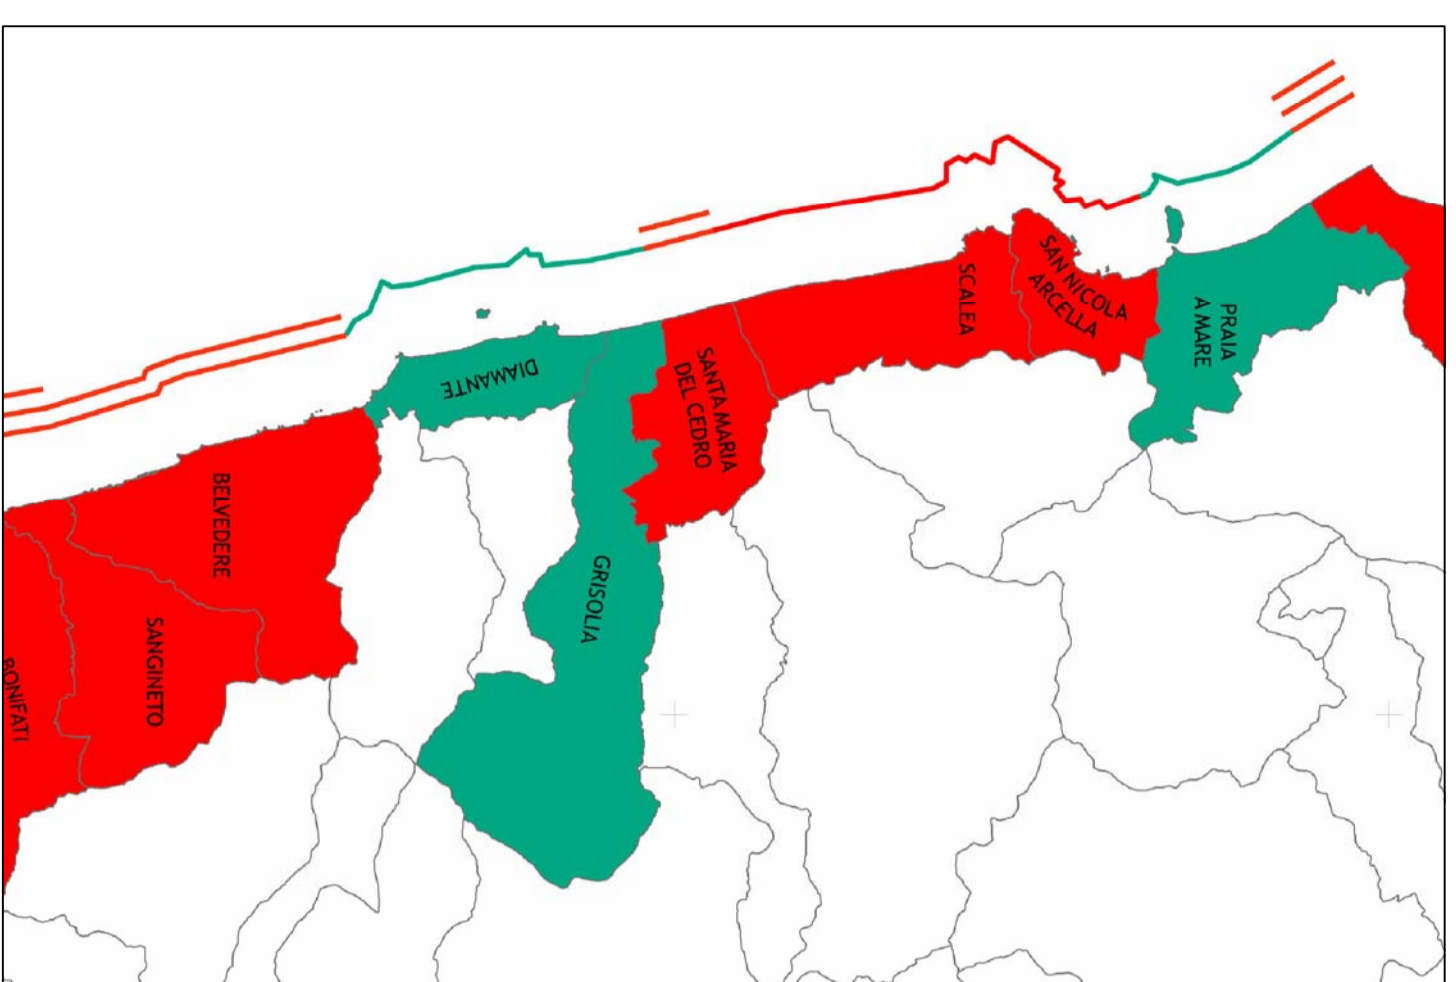 SAN NICOLA
ARCELLA
SCALEA
PRAIA
A MARE
SANTA MARIA
DEL CEDRO
DIAMANTE
BELVEDERE
GRISOLIA
SANGINETO
BONIFATI